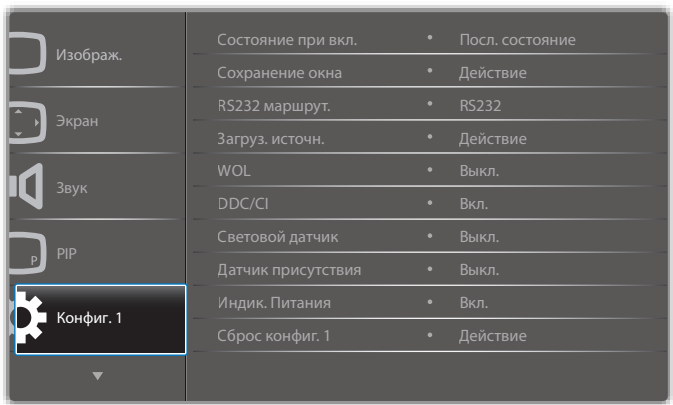 Изображ.
Экран
Звук
P
PIP
Конфиг. 1
Состояние при вкл. • Посл. состояние
Сохранение окна • Действие
RS232 маршрут. • RS232
Загруз. источн. • Действие
WOL • Выкл.
DDC/CI • Вкл.
Световой датчик • Выкл.
Датчик присутствия • Выкл.
Индик. Питания • Вкл.
Сброс конфиг. 1 • Действие